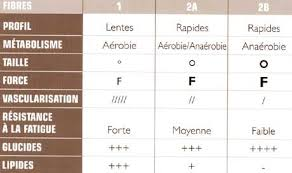 FIBRES 1 2A 2B
PROFIL Lentes Rapides Rapides
MÉTABOLISME Aérobie Aérobie/Anaérobie Anaérobie
TAILLE o o O
FORCE F F F
VASCULARISATION ///// // /
RÉSISTANCE
À LA FATIGUE Forte Moyenne Faible
GLUCIDES +++ +++ ++++
LIPIDES +++ + -